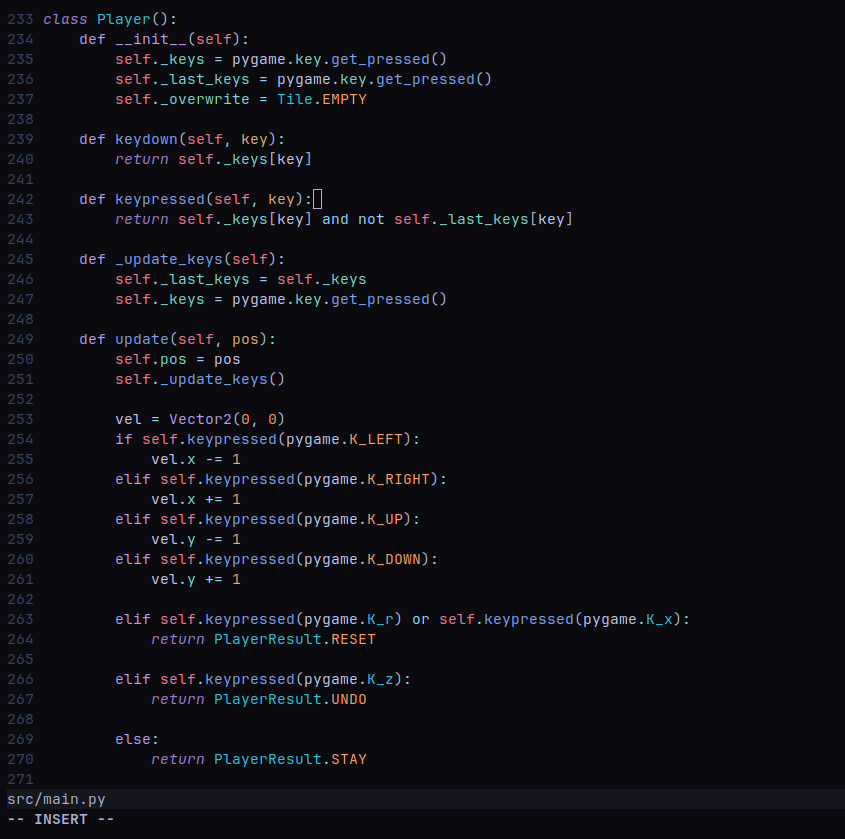 233 class Player():
234     def __init__(self):
235         self._keys = pygame.key.get_pressed()
236         self._last_keys = pygame.key.get_pressed()
237         self._overwrite = Tile.EMPTY
238
239     def keydown(self, key):
240         return self._keys[key]
241
242     def keypressed(self, key):
243         return self._keys[key] and not self._last_keys[key]
244
245     def _update_keys(self):
246         self._last_keys = self._keys
247         self._keys = pygame.key.get_pressed()
248
249     def update(self, pos):
250         self.pos = pos
251         self._update_keys()
252
253         vel = Vector2(0, 0)
254         if self.keypressed(pygame.K_LEFT):
255             vel.x -= 1
256         elif self.keypressed(pygame.K_RIGHT):
257             vel.x += 1
258         elif self.keypressed(pygame.K_UP):
259             vel.y -= 1
260         elif self.keypressed(pygame.K_DOWN):
261             vel.y += 1
262
263         elif self.keypressed(pygame.K_r) or self.keypressed(pygame.K_x):
264             return PlayerResult.RESET
265
266         elif self.keypressed(pygame.K_z):
267             return PlayerResult.UNDO
268
269         else:
270             return PlayerResult.STAY
271
src/main.py
-- INSERT --